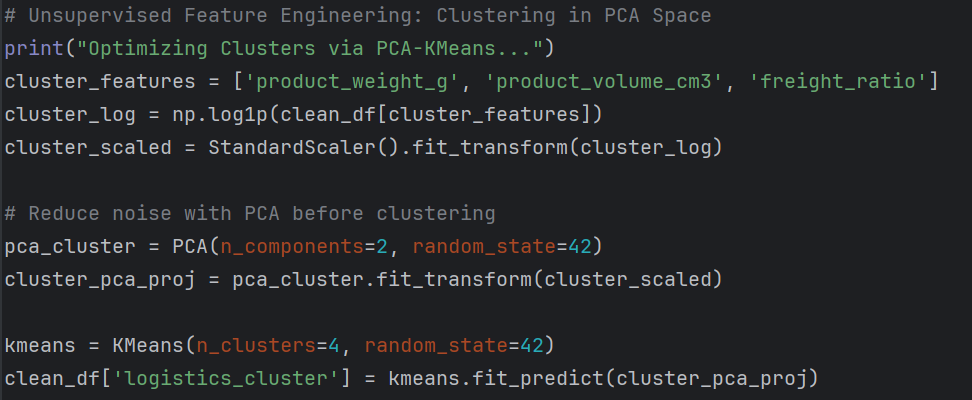 # Unsupervised Feature Engineering: Clustering in PCA Space
print("Optimizing Clusters via PCA-KMeans...")
cluster_features = ['product_weight_g', 'product_volume_cm3', 'freight_ratio']
cluster_log = np.log1p(clean_df[cluster_features])
cluster_scaled = StandardScaler().fit_transform(cluster_log)
# Reduce noise with PCA before clustering
pca_cluster = PCA(n_components=2, random_state=42)
cluster_pca_proj = pca_cluster.fit_transform(cluster_scaled)
kmeans = KMeans(n_clusters=4, random_state=42)
clean_df['logistics_cluster'] = kmeans.fit_predict(cluster_pca_proj)